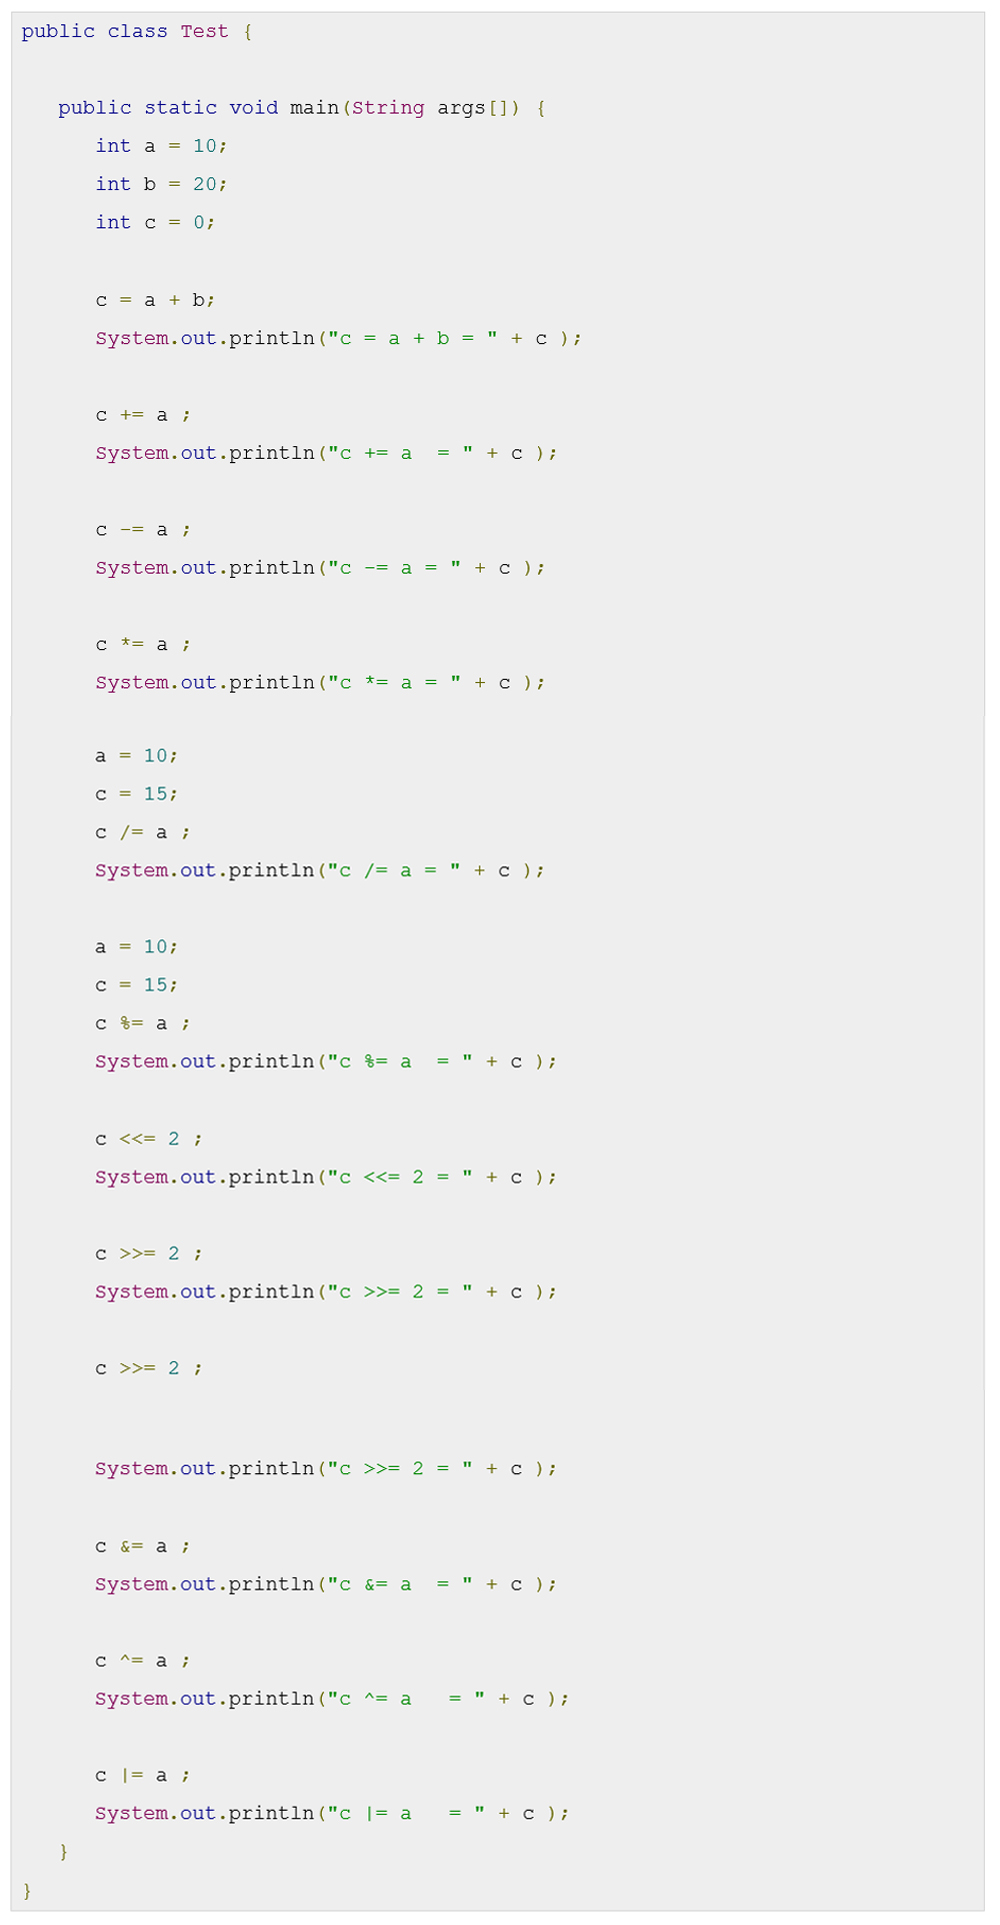 public class Test {
   public static void main(String args[]) {
      int a = 10;
      int b = 20;
      int c = 0;
      c = a + b;
      System.out.println("c = a + b = " + c );
      c += a ;
      System.out.println("c += a  = " + c );
      c -= a ;
      System.out.println("c -= a = " + c );
      c *= a ;
      System.out.println("c *= a = " + c );
      a = 10;
      c = 15;
      c /= a ;
      System.out.println("c /= a = " + c );
      a = 10;
      c = 15;
      c %= a ;
      System.out.println("c %= a  = " + c );
      c <<= 2 ;
      System.out.println("c <<= 2 = " + c );
      c >>= 2 ;
      System.out.println("c >>= 2 = " + c );
      c >>= 2 ;
      System.out.println("c >>= 2 = " + c );
      c &= a ;
      System.out.println("c &= a  = " + c );
      c ^= a ;
      System.out.println("c ^= a   = " + c );
      c |= a ;
      System.out.println("c |= a   = " + c );
   }
}